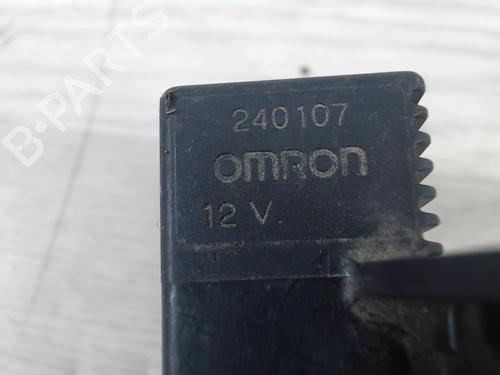 B-PARTS
240107
omron
12 V.